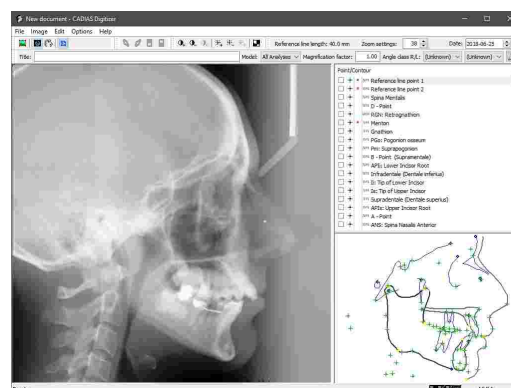 New document - CADIAS Digitizer
File Image Edit Options Help
Reference line length: 40.0 mm Zoom settings: 38 Date: 2018-06-25
Title: Model: All Analyses Magnification factor: 1.00 Angle class R/L: (Unknown) (Unknown)
Point/Contour
Reference line point 1
Reference line point 2
Spina Mentalis
D - Point
RGN: Retrognathion
Menton
Gnathion
PGo: Pogonion osseum
Pm: Suprapogonion
B - Point (Supramentale)
APIi: Lower Incisor Root
Infradentale (Dentale inferius)
Ii: Tip of Lower Incisor
Is: Tip of Upper Incisor
Supradentale (Dentale superius)
APIs: Upper Incisor Root
A - Point
ANS: Spina Nasalis Anterior